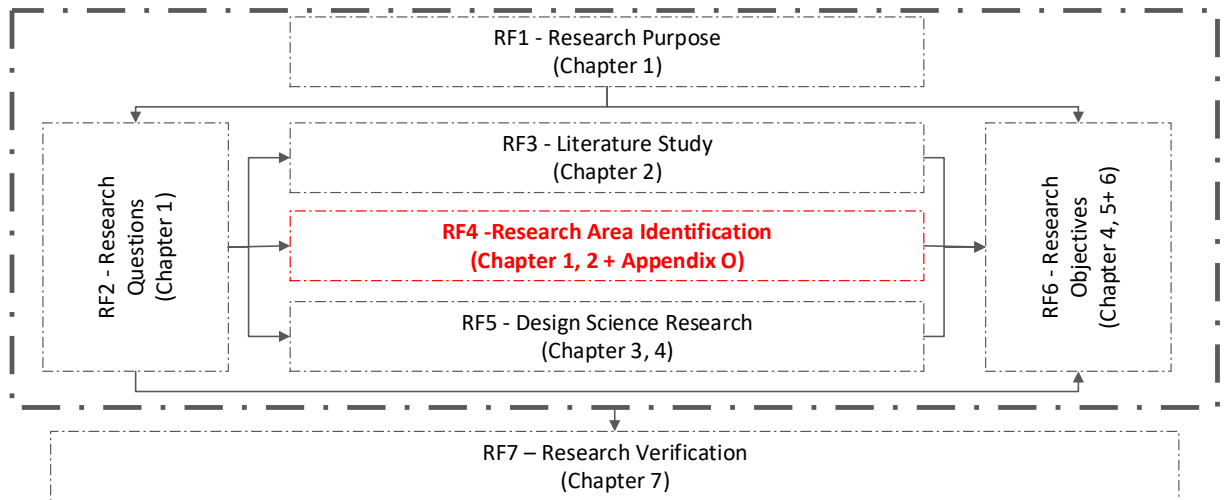 RF1 - Research Purpose
(Chapter 1)
RF2 - Research
Questions
(Chapter 1)
RF3 - Literature Study
(Chapter 2)
RF4 -Research Area Identification
(Chapter 1, 2 + Appendix O)
RF5 - Design Science Research
(Chapter 3, 4)
RF6 - Research
Objectives
(Chapter 4, 5+ 6)
RF7 – Research Verification
(Chapter 7)